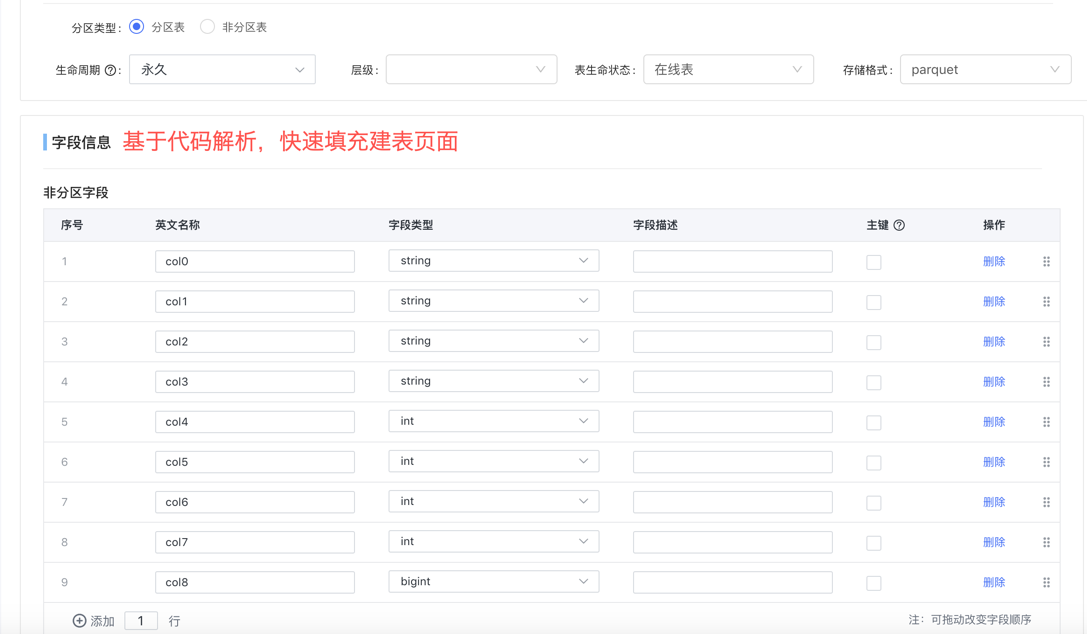 分区类型: 分区表 非分区表
生命周期 ?: 永久 层级: 表生命状态: 在线表 存储格式: parquet
字段信息 基于代码解析，快速填充建表页面
非分区字段
序号 英文名称 字段类型 字段描述 主键 ? 操作
1 col0 string 删除
2 col1 string 删除
3 col2 string 删除
4 col3 string 删除
5 col4 int 删除
6 col5 int 删除
7 col6 int 删除
8 col7 int 删除
9 col8 bigint 删除
添加 1 行 注: 可拖动改变字段顺序